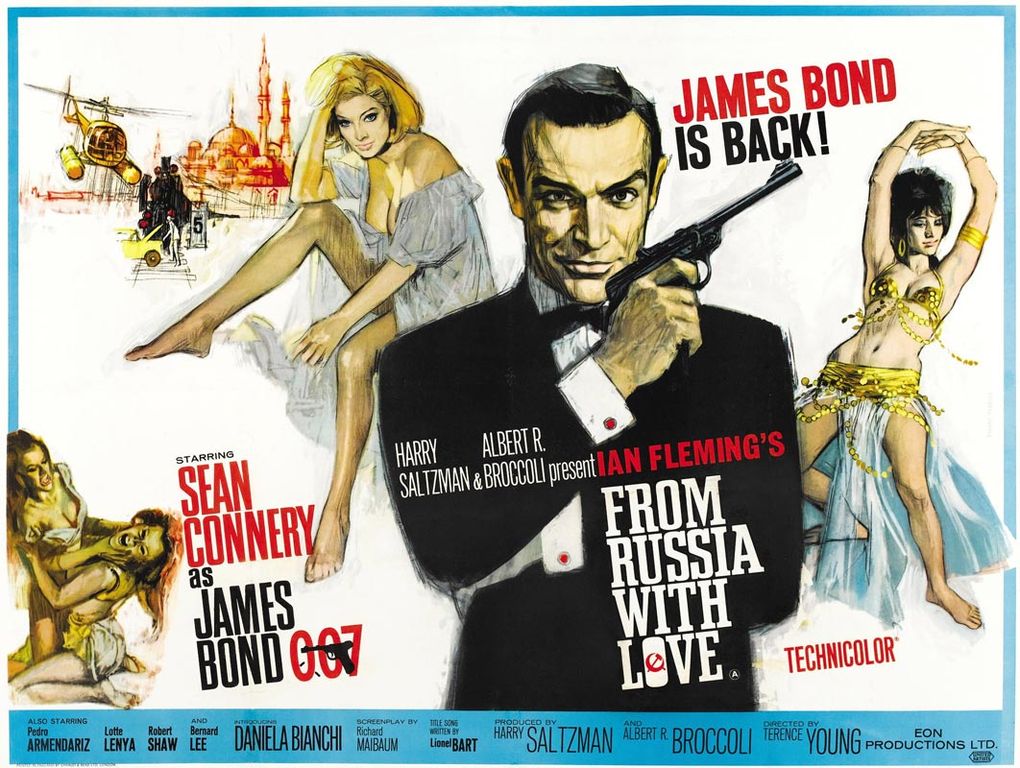 JAMES BOND
IS BACK!
5
HARRY ALBERT R.
SALTZMAN & BROCCOLI present IAN FLEMING'S
FROM
RUSSIA
WITH
LOVE
A
STARRING
SEAN
CONNERY
as
JAMES
BOND 007
TECHNICOLOR®
ALSO STARRING
Pedro
ARMENDARIZ
Lotte
LENYA
Robert
SHAW
AND
Bernard
LEE
INTRODUCING
DANIELA BIANCHI
SCREENPLAY BY
Richard
MAIBAUM
TITLE SONG
WRITTEN BY
Lionel BART
PRODUCED BY
HARRY SALTZMAN
AND
ALBERT R. BROCCOLI
DIRECTED BY
TERENCE YOUNG
EON
PRODUCTIONS LTD.
UNITED
ARTISTS